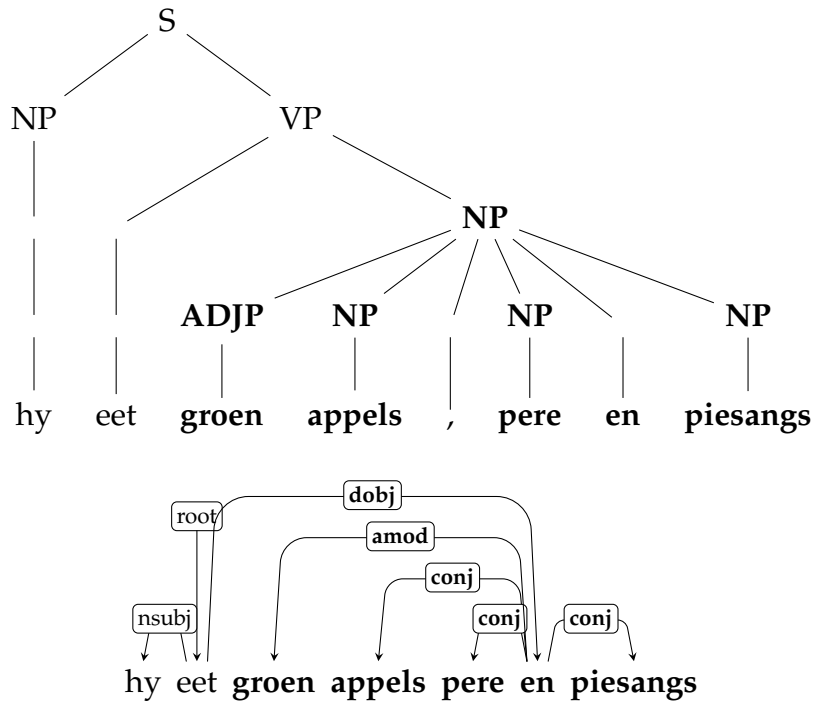 S
NP VP
NP
ADJP NP NP NP
hy eet groen appels , pere en piesangs
dobj
root
amod
conj
nsubj conj conj
hy eet groen appels pere en piesangs